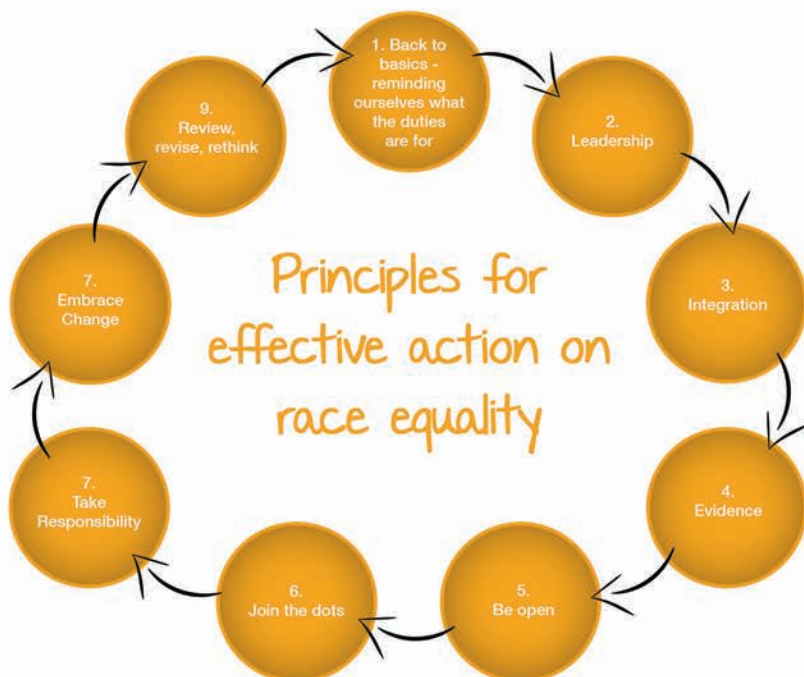 1. Back to
basics -
reminding
ourselves what
the duties
are for
2.
Leadership
3.
Integration
4.
Evidence
5.
Be open
6.
Join the dots
7.
Take
Responsibility
7.
Embrace
Change
9.
Review,
revise, rethink
Principles for
effective action on
race equality